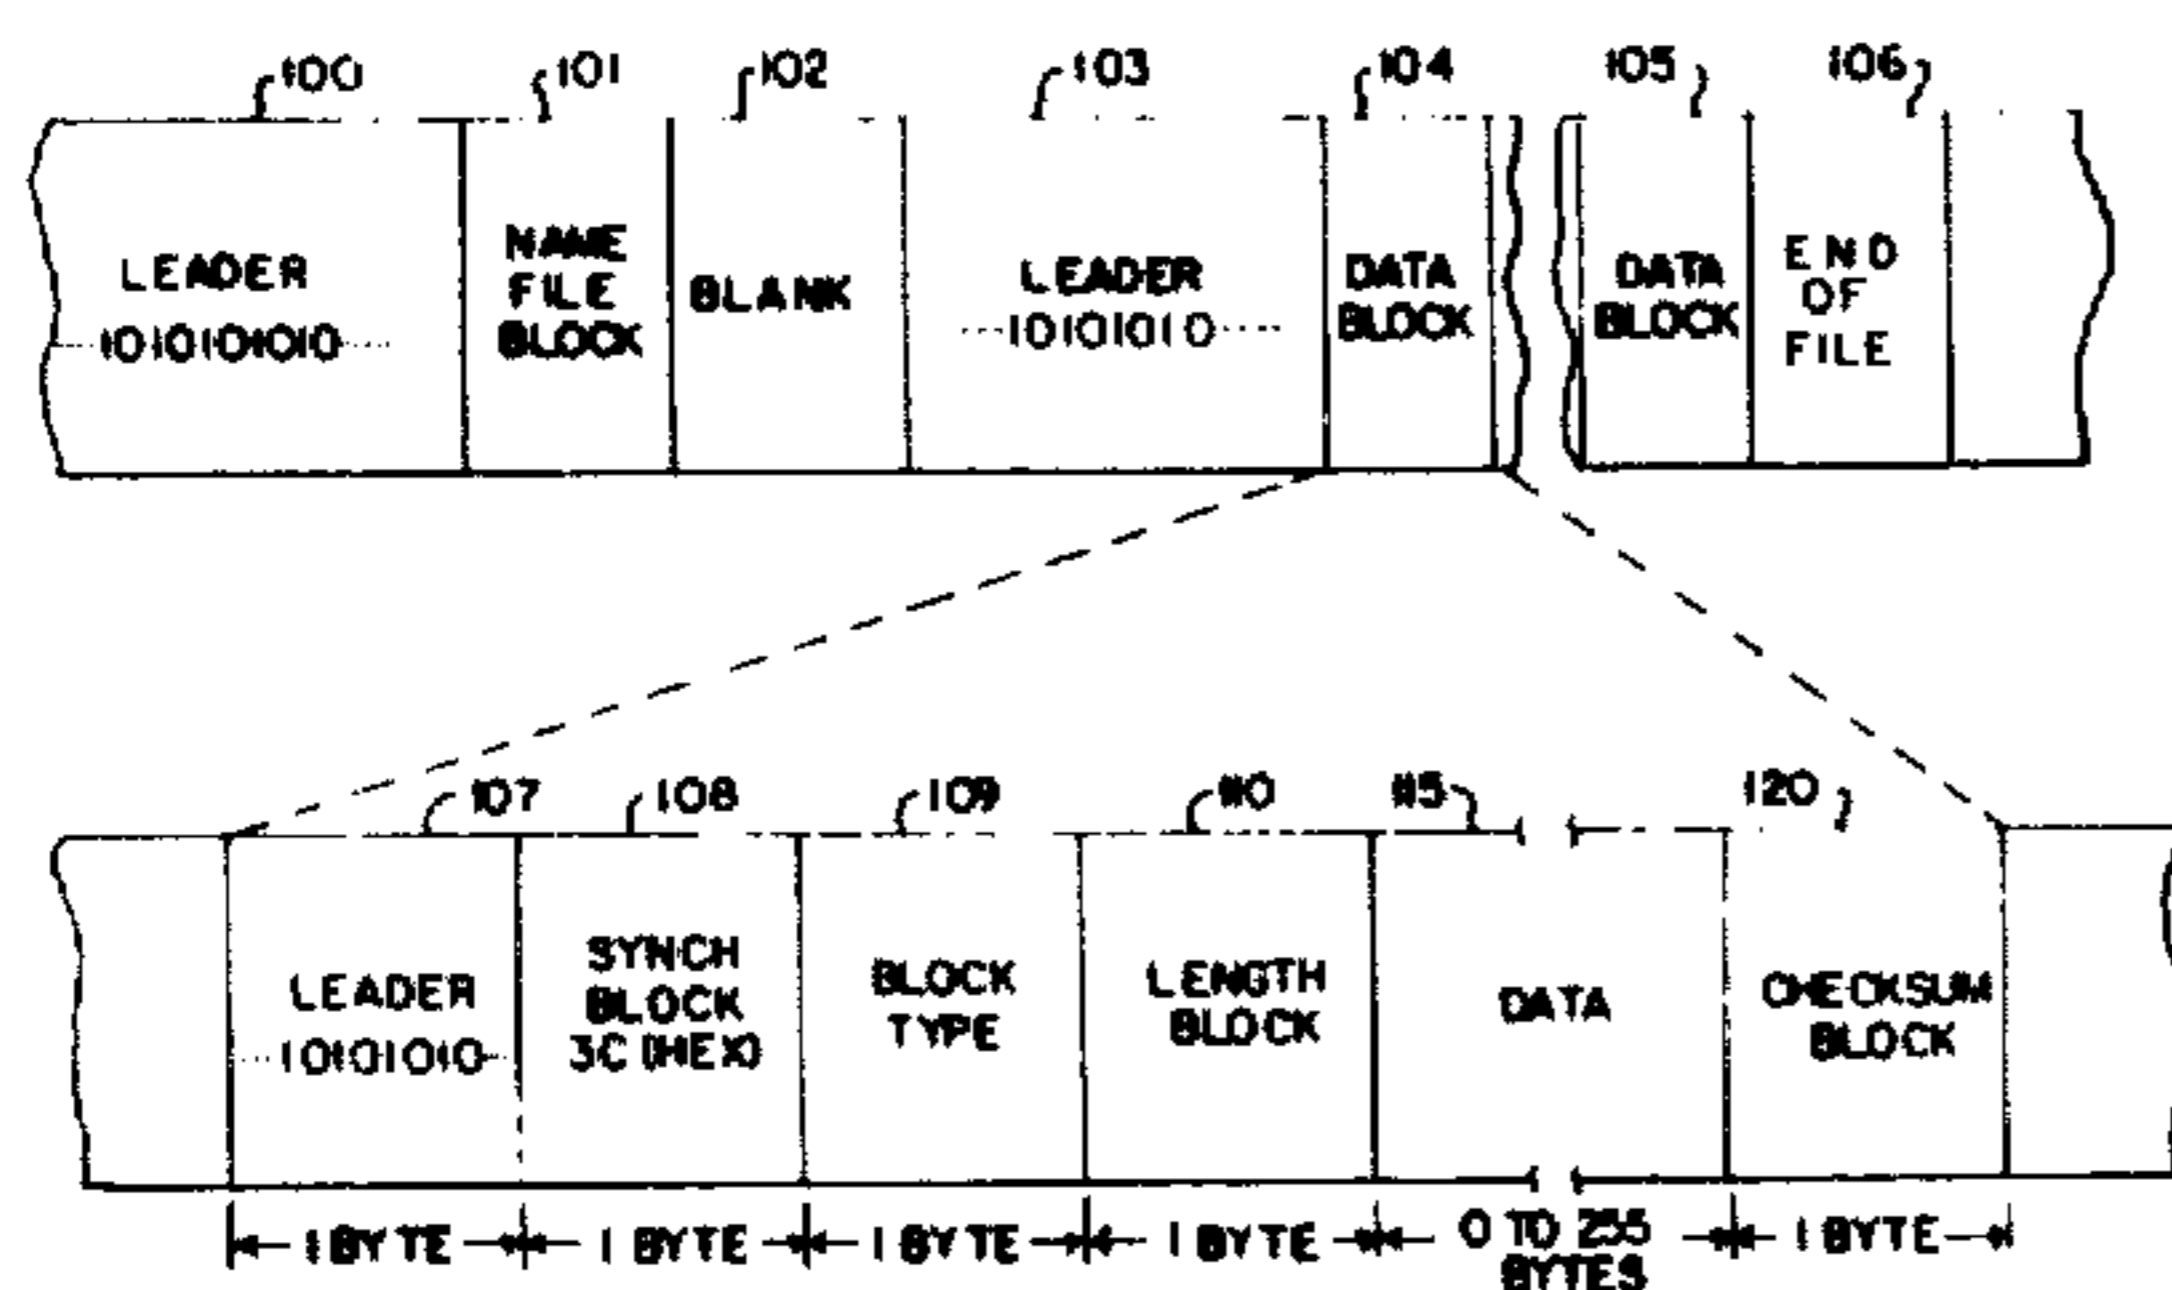 100 101 102 103 104 105 106
LEADER
1010101010
NAME
FILE
BLOCK
BLANK
LEADER
10101010
DATA
BLOCK
DATA
BLOCK
END
OF
FILE
107 108 109 110 115 120
LEADER
10101010
SYNCH
BLOCK
3C (HEX)
BLOCK
TYPE
LENGTH
BLOCK
DATA
CHECKSUM
BLOCK
1 BYTE 1 BYTE 1 BYTE 1 BYTE 0 TO 255 BYTES 1 BYTE